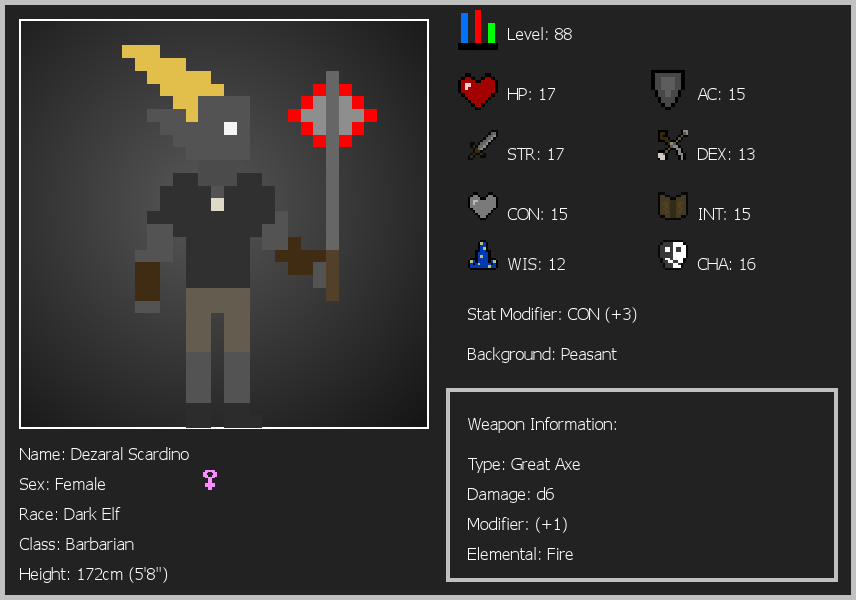 Level: 88
HP: 17
AC: 15
STR: 17
DEX: 13
CON: 15
INT: 15
WIS: 12
CHA: 16
Stat Modifier: CON (+3)
Background: Peasant
Weapon Information:
Type: Great Axe
Damage: d6
Modifier: (+1)
Elemental: Fire
Name: Dezaral Scardino
Sex: Female
Race: Dark Elf
Class: Barbarian
Height: 172cm (5'8")